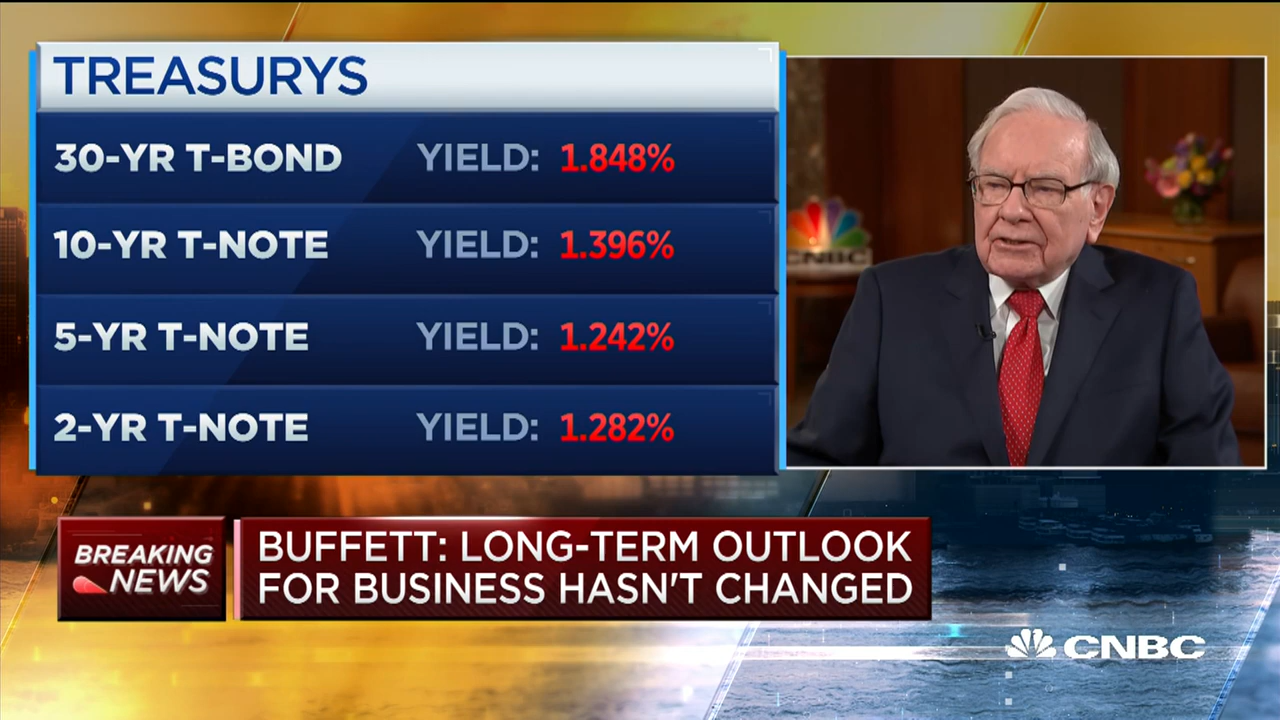 TREASURYS
30-YR T-BOND YIELD: 1.848%
10-YR T-NOTE YIELD: 1.396%
5-YR T-NOTE YIELD: 1.242%
2-YR T-NOTE YIELD: 1.282%
CNBC
BREAKING
NEWS
BUFFETT: LONG-TERM OUTLOOK
FOR BUSINESS HASN'T CHANGED
CNBC